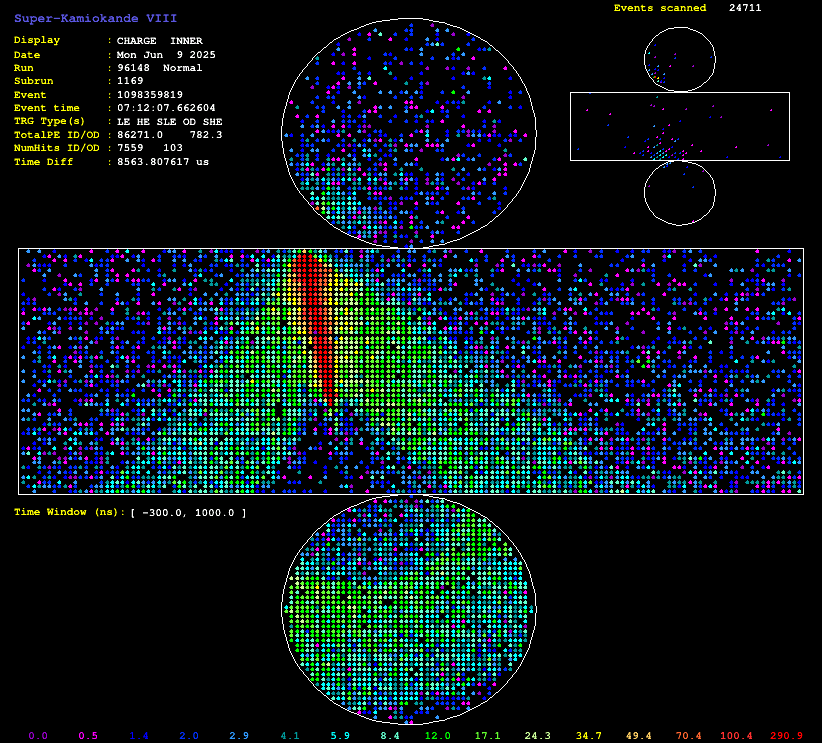 Super-Kamiokande VIII
Events scanned 24711
Display : CHARGE INNER
Date : Mon Jun 9 2025
Run : 96148 Normal
Subrun : 1169
Event : 1098359819
Event time : 07:12:07.662604
TRG Type(s) : LE HE SLE OD SHE
TotalPE ID/OD : 86271.0 782.3
NumHits ID/OD : 7559 103
Time Diff : 8563.807617 us
Time Window (ns): [ -300.0, 1000.0 ]
0.0 0.5 1.4 2.0 2.9 4.1 5.9 8.4 12.0 17.1 24.3 34.7 49.4 70.4 100.4 290.9